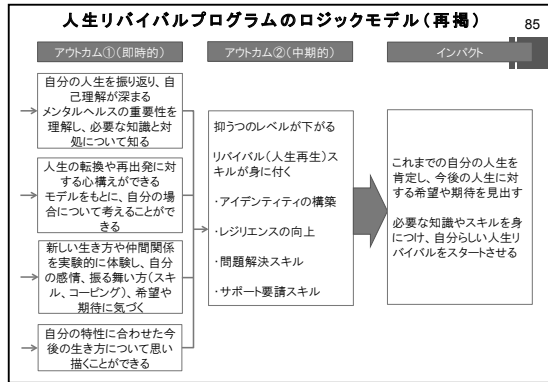 人生リバイバルプログラムのロジックモデル（再掲）
85
アウトカム①（即時的）
自分の人生を振り返り、自
己理解が深まる
メンタルヘルスの重要性を
理解し、必要な知識と対
処について知る
人生の転換や再出発に対
する心構えができる
モデルをもとに、自分の場
合について考えることが
できる
新しい生き方や仲間関係
を実験的に体験し、自分
の感情、振る舞い方（スキ
ル、コーピング）、希望や
期待に気づく
自分の特性に合わせた今
後の生き方について思い
描くことができる
アウトカム②（中期的）
抑うつのレベルが下がる
リバイバル（人生再生）ス
キルが身に付く
・アイデンティティの構築
・レジリエンスの向上
・問題解決スキル
・サポート要請スキル
インパクト
これまでの自分の人生を
肯定し、今後の人生に対
する希望や期待を見出す
必要な知識やスキルを身
につけ、自分らしい人生リ
バイバルをスタートさせる